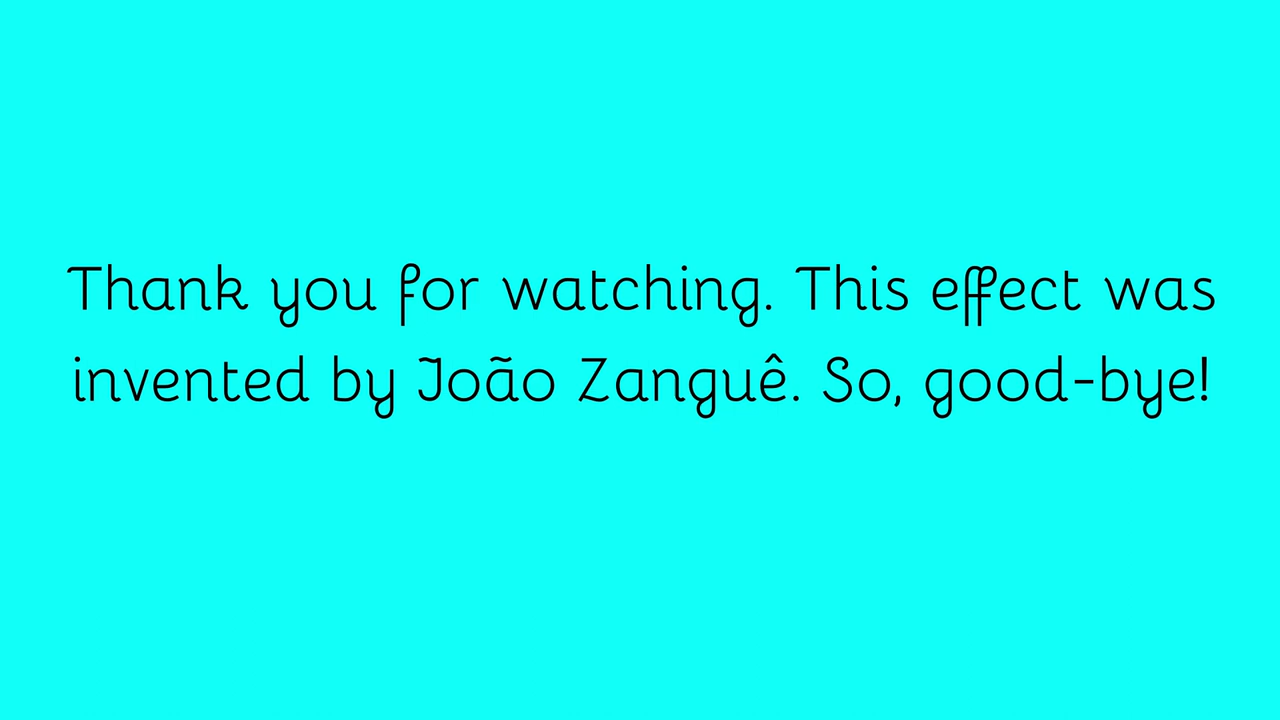 Thank you for watching. This effect was
invented by João Zanguê. So, good-bye!